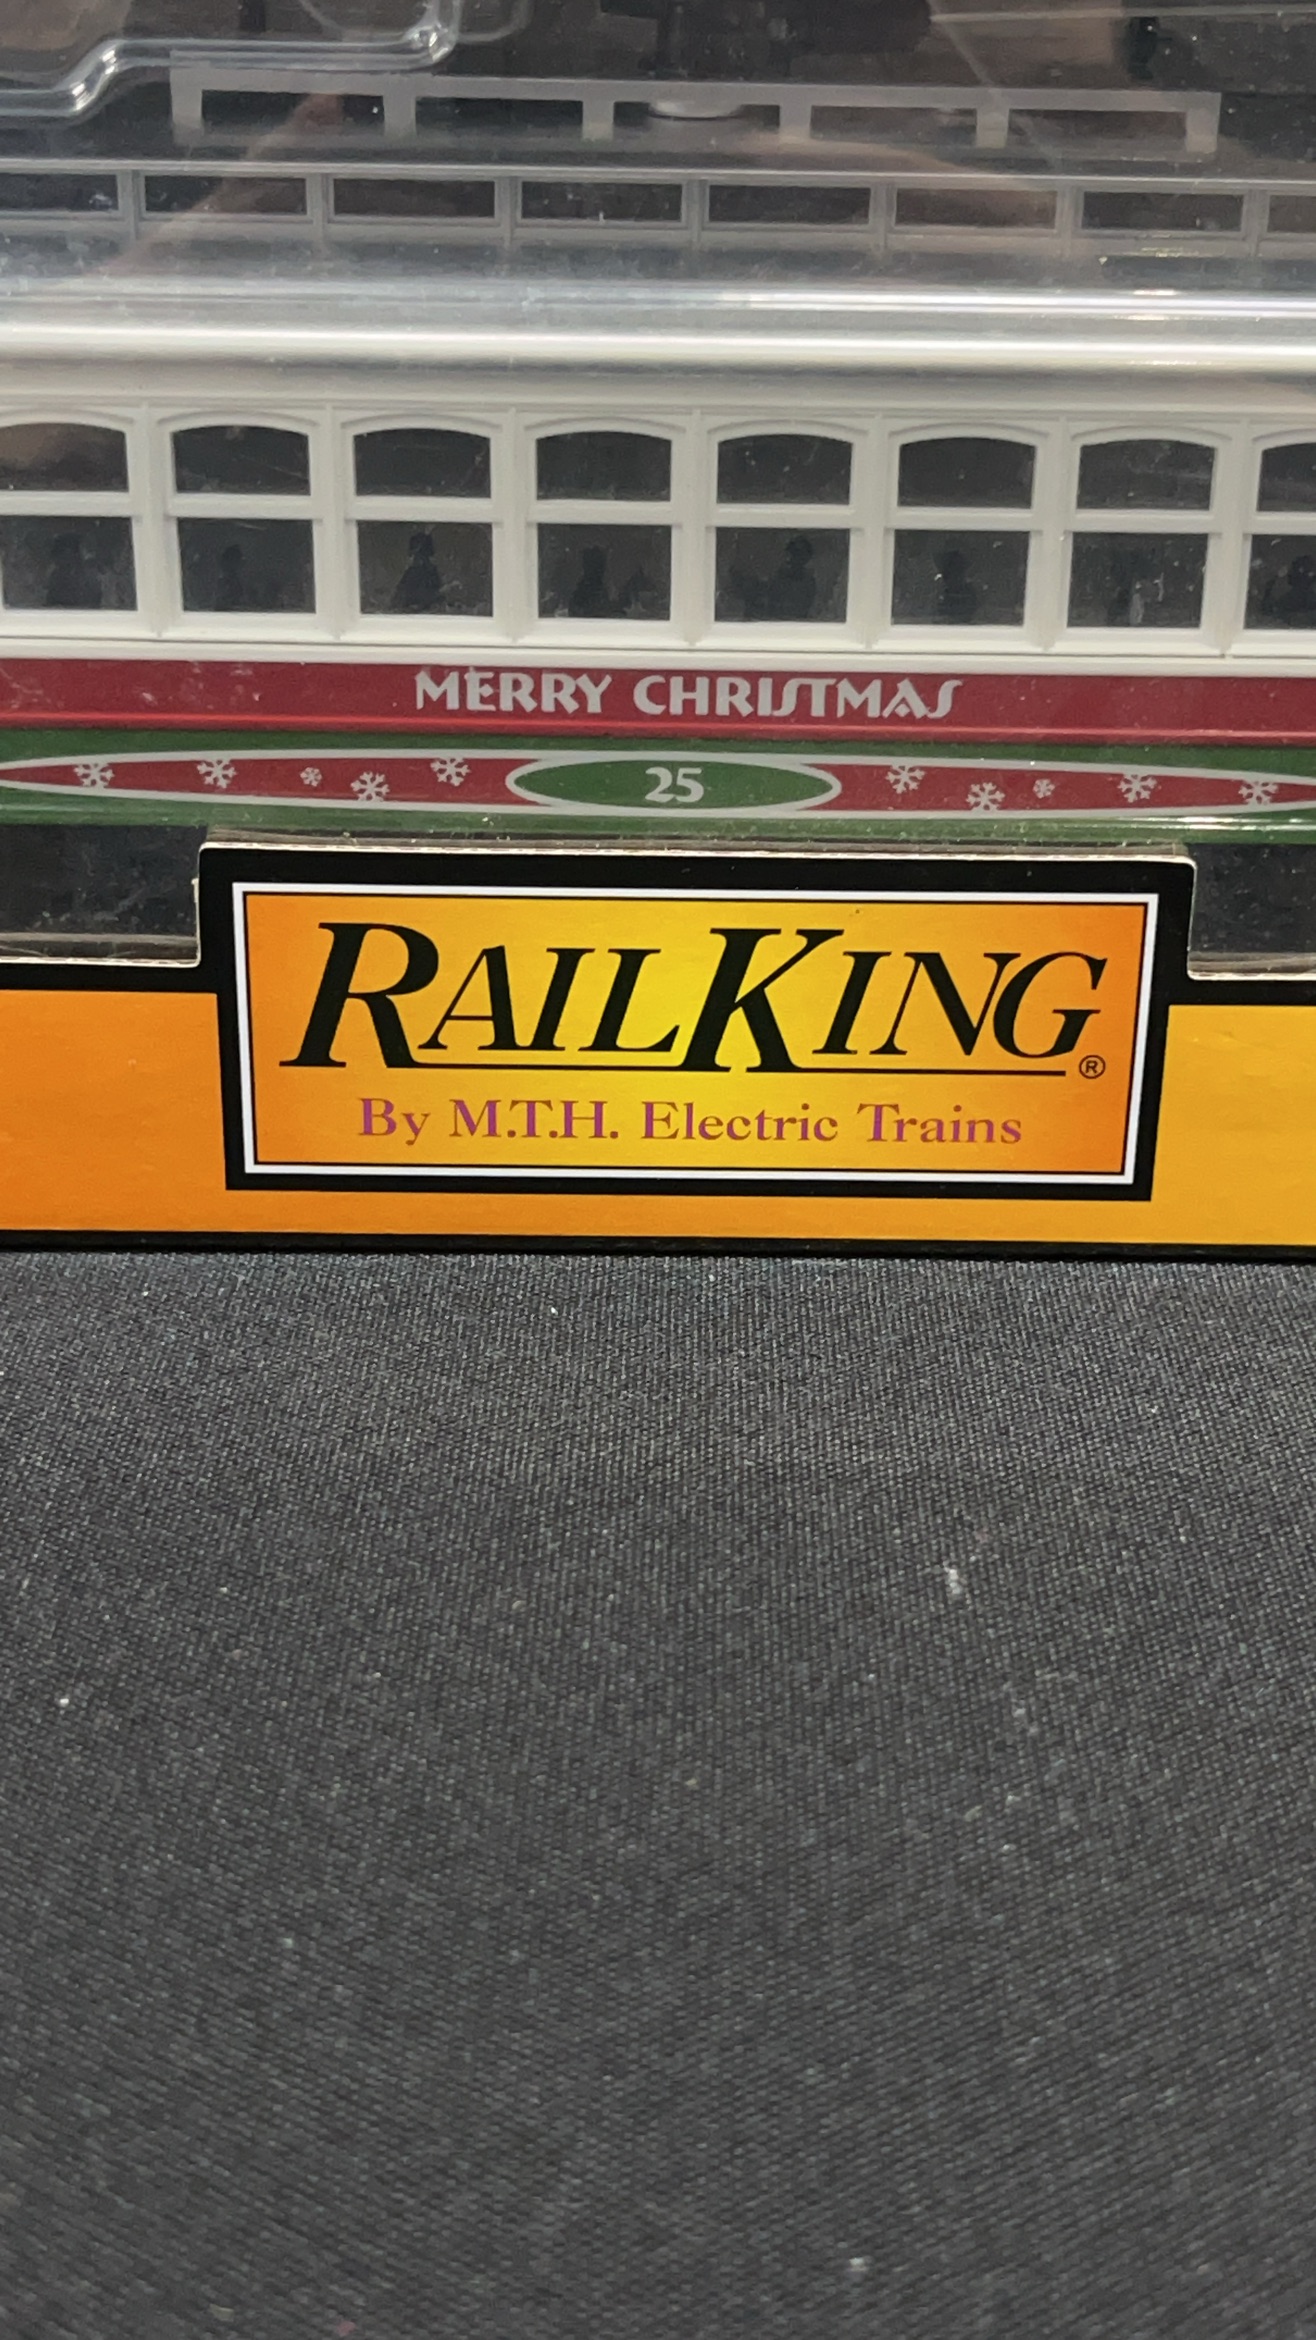 MERRY CHRISTMAS
25
RAILKING®
By M.T.H. Electric Trains